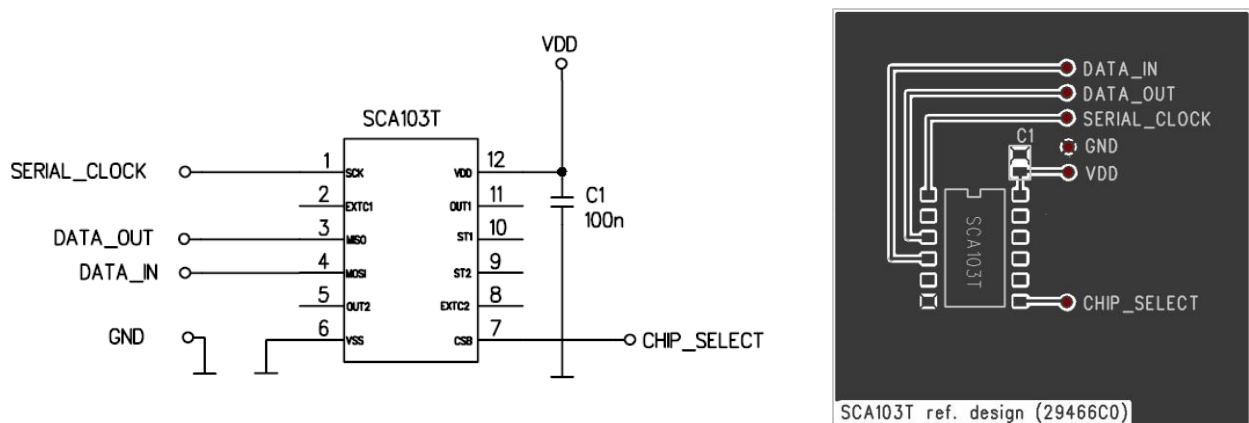 VDD
SCA103T
SERIAL_CLOCK 1 SCK VDD 12
2 EXTC1 OUT1 11
C1
100n
DATA_OUT 3 MISO ST1 10
DATA_IN 4 MOSI ST2 9
5 OUT2 EXTC2 8
GND 6 VSS CSB 7 CHIP_SELECT
DATA_IN
DATA_OUT
SERIAL_CLOCK
C1
GND
VDD
SCA103T
CHIP_SELECT
SCA103T ref. design (29466C0)